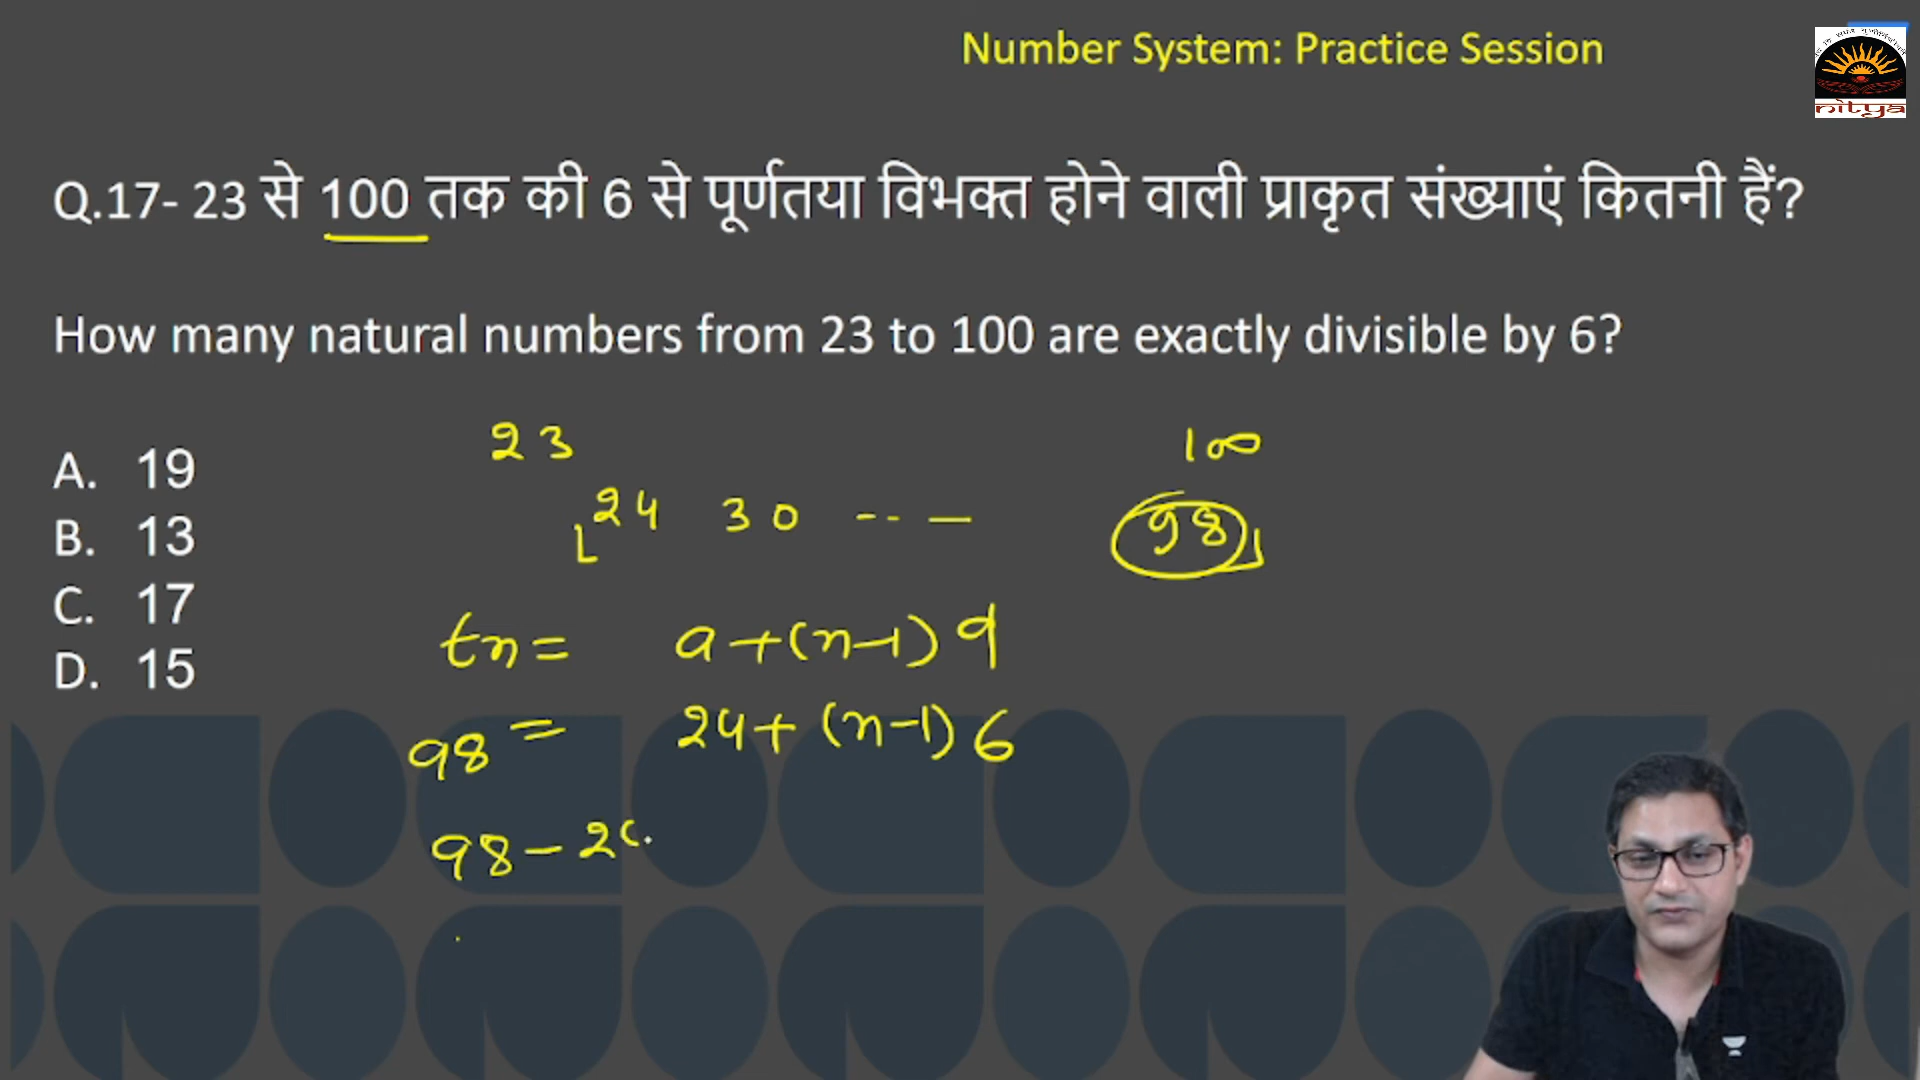 Number System: Practice Session
nitya
Q.17- 23 से 100 तक की 6 से पूर्णतया विभक्त होने वाली प्राकृत संख्याएं कितनी हैं?
How many natural numbers from 23 to 100 are exactly divisible by 6?
A. 19
B. 13
C. 17
D. 15
23 100
24 30 -- — 98
tn = a+(n-1)d
98 = 24+(n-1)6
98-2